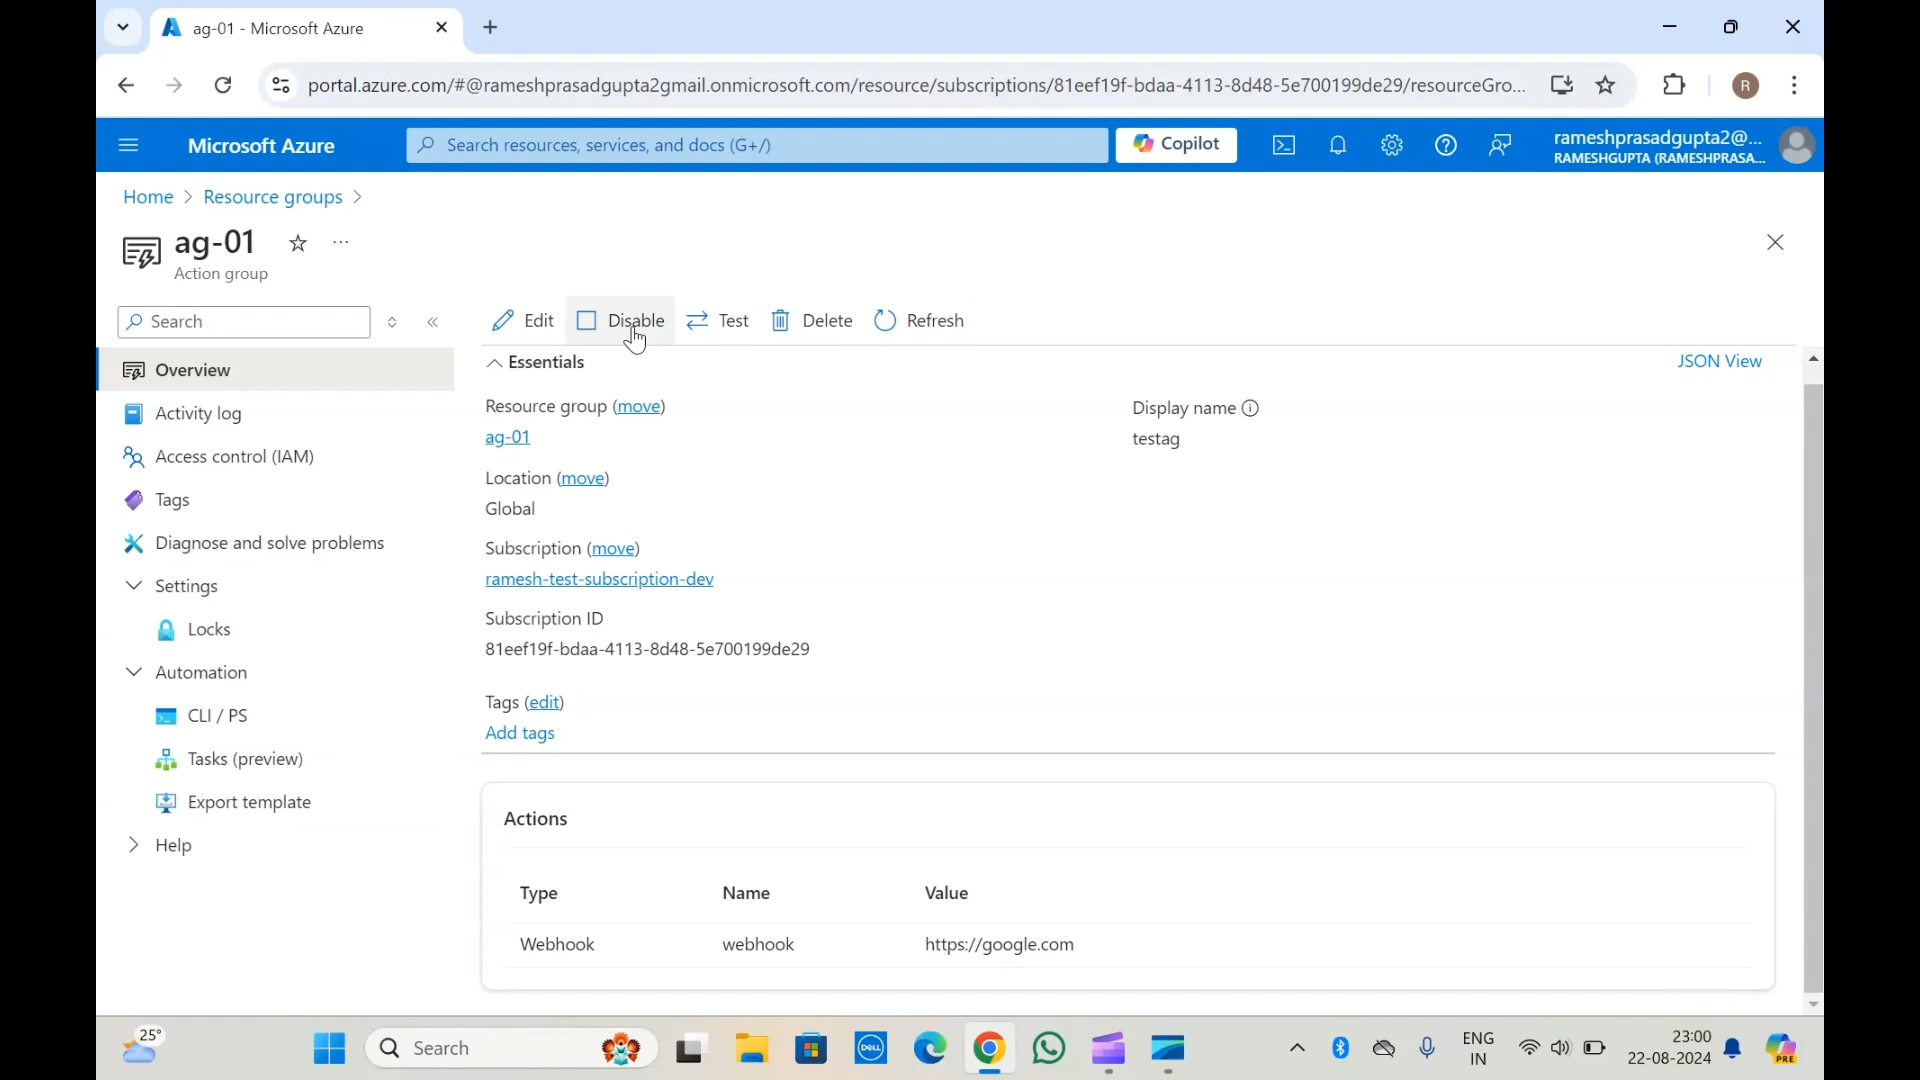 ag-01 - Microsoft Azure
portal.azure.com/#@rameshprasadgupta2gmail.onmicrosoft.com/resource/subscriptions/81eef19f-bdaa-4113-8d48-5e700199de29/resourceGro...
R
Microsoft Azure
Search resources, services, and docs (G+/)
Copilot
rameshprasadgupta2@...
RAMESHGUPTA (RAMESHPRASA...
Home > Resource groups >
ag-01
Action group
Search
Edit
Disable
Test
Delete
Refresh
Overview
Activity log
Access control (IAM)
Tags
Diagnose and solve problems
Settings
Locks
Automation
CLI / PS
Tasks (preview)
Export template
Help
Essentials
JSON View
Resource group (move)
ag-01
Location (move)
Global
Subscription (move)
ramesh-test-subscription-dev
Subscription ID
81eef19f-bdaa-4113-8d48-5e700199de29
Display name
testag
Tags (edit)
Add tags
Actions
Type Name Value
Webhook webhook https://google.com
25°
Search
DELL
ENG
IN
23:00
22-08-2024
PRE